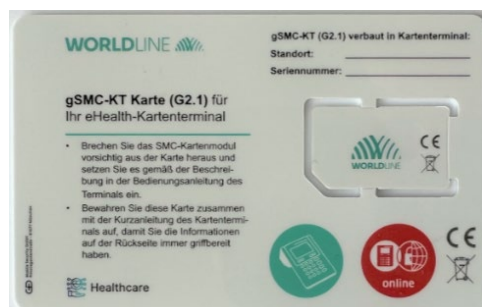 WORLDLINE
gSMC-KT (G2.1) verbaut in Kartenterminal:
Standort:
Seriennummer:
gSMC-KT Karte (G2.1) für
Ihr eHealth-Kartenterminal
• Brechen Sie das SMC-Kartenmodul
vorsichtig aus der Karte heraus und
setzen Sie es gemäß der Beschrei-
bung in der Bedienungsanleitung des
Terminals ein.
• Bewahren Sie diese Karte zusammen
mit der Kurzanleitung des Kartentermi-
nals auf, damit Sie die Informationen
auf der Rückseite immer griffbereit
haben.
WORLDLINE
CE
CE
online
Healthcare